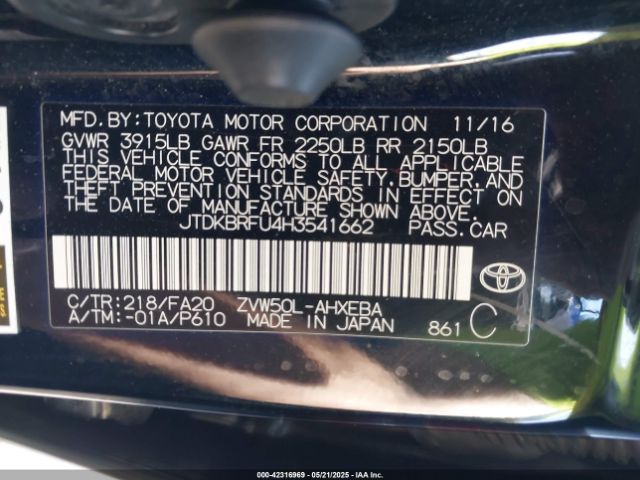 MFD.BY:TOYOTA MOTOR CORPORATION 11/16
GVWR 3915LB GAWR FR 2250LB RR 2150LB
THIS VEHICLE CONFORMS TO ALL APPLICABLE
FEDERAL MOTOR VEHICLE SAFETY,BUMPER,AND
THEFT PREVENTION STANDARDS IN EFFECT ON
THE DATE OF MANUFACTURE SHOWN ABOVE.
JTDKBRFU4H3541662 PASS.CAR
C/TR:218/FA20 ZVW50L-AHXEBA
A/TM:-01A/P610 MADE IN JAPAN 861 C
000-42316969 - 05/21/2025 - IAAI.CA